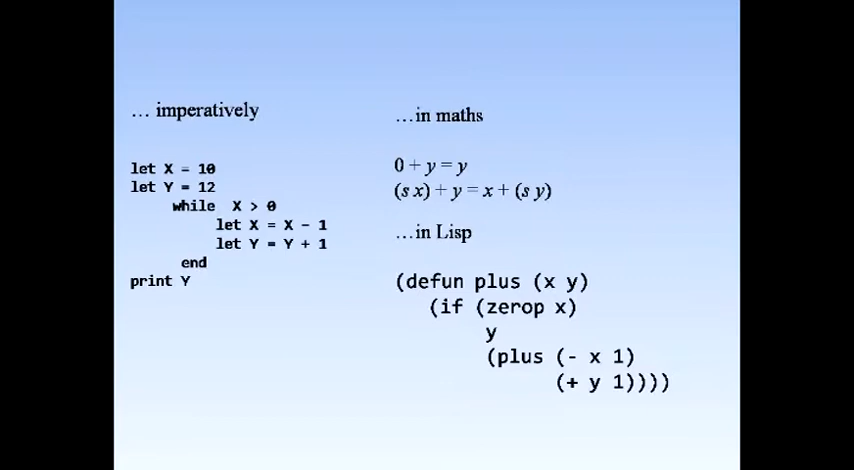 ... imperatively
let X = 10
let Y = 12
while X > 0
let X = X - 1
let Y = Y + 1
end
print Y
...in maths
0 + y = y
(s x) + y = x + (s y)
...in Lisp
(defun plus (x y)
(if (zerop x)
y
(plus (- x 1)
(+ y 1))))